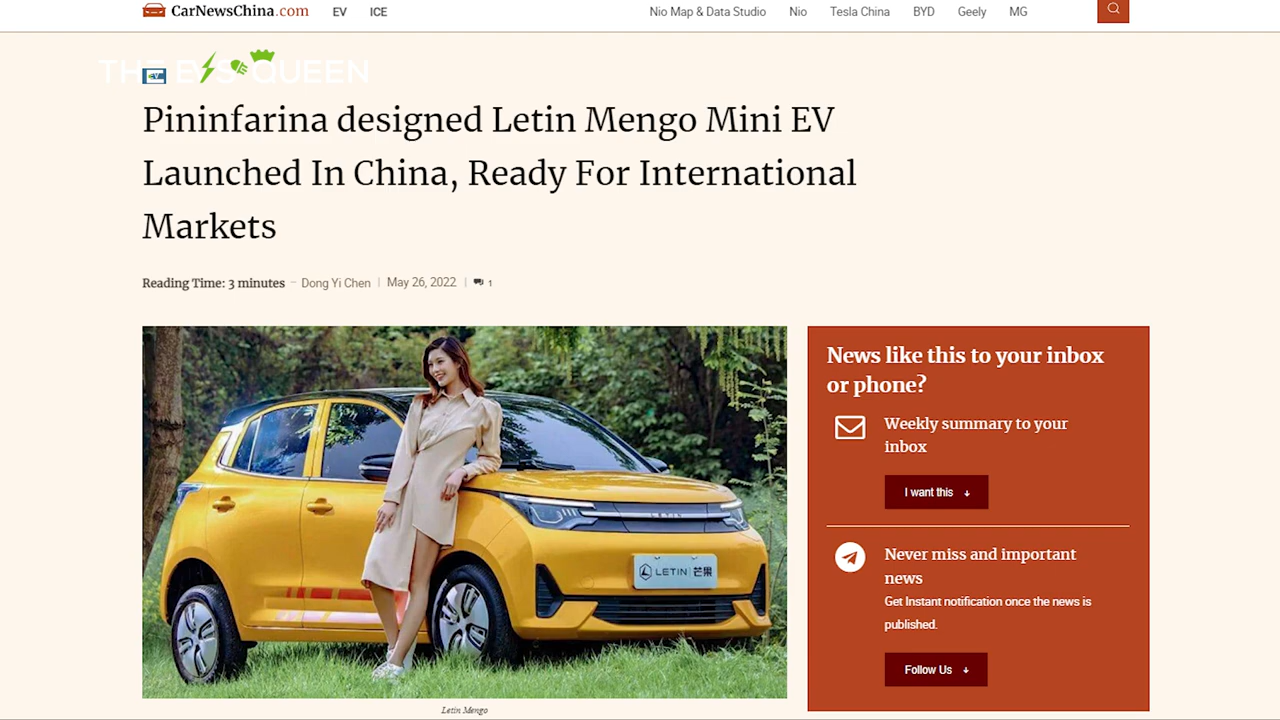 CarNewsChina.com EV ICE Nio Map & Data Studio Nio Tesla China BYD Geely MG
THE EVS QUEEN
EV
Pininfarina designed Letin Mengo Mini EV
Launched In China, Ready For International
Markets
Reading Time: 3 minutes – Dong Yi Chen | May 26, 2022 | 1
News like this to your inbox
or phone?
Weekly summary to your
inbox
I want this
Never miss and important
news
Get Instant notification once the news is
published.
Follow Us
LETIN
LETIN 芒果
Letin Mengo